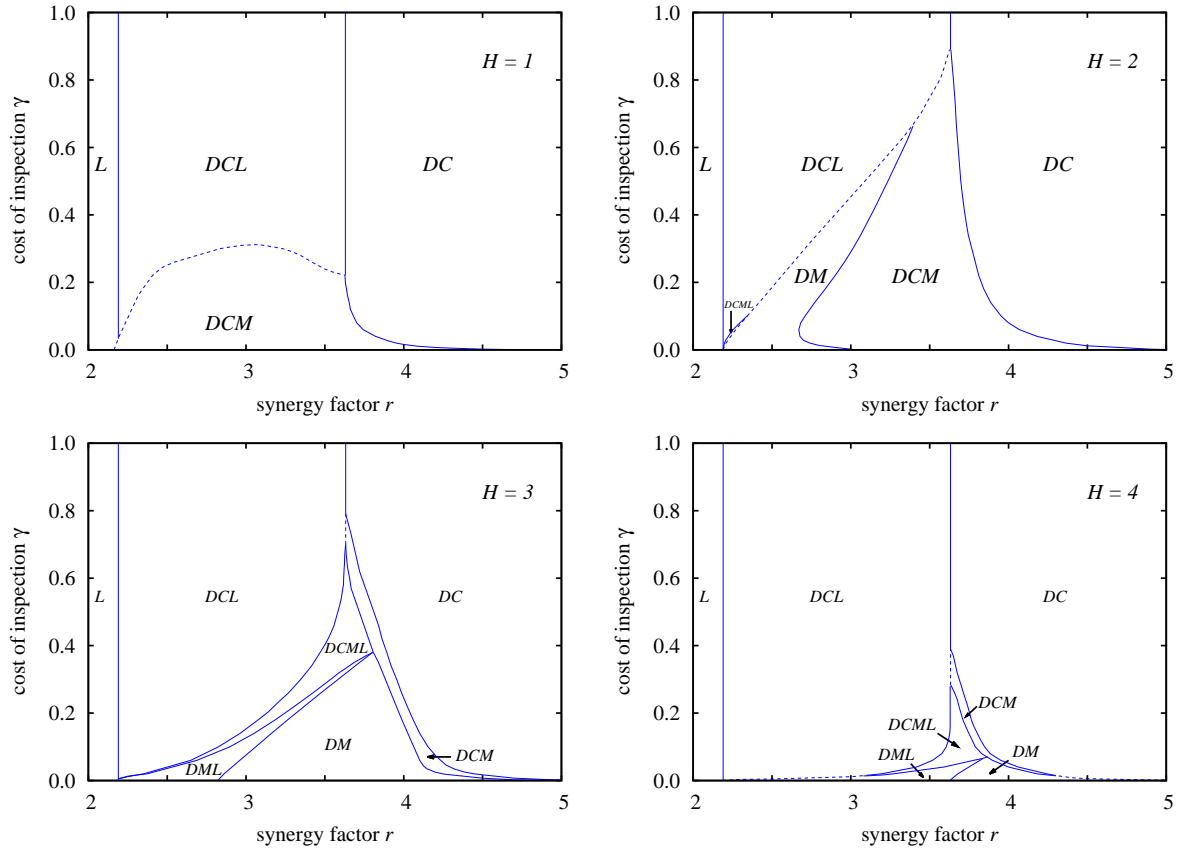 1.0
0.8
0.6
0.4
0.2
0.0
cost of inspection γ
H = 1
L
DCL
DC
DCM
2
3
4
5
synergy factor r
1.0
0.8
0.6
0.4
0.2
0.0
cost of inspection γ
H = 2
L
DCL
DC
DM
DCM
DCML
2
3
4
5
synergy factor r
1.0
0.8
0.6
0.4
0.2
0.0
cost of inspection γ
H = 3
L
DCL
DC
DCML
DM
DCM
DML
2
3
4
5
synergy factor r
1.0
0.8
0.6
0.4
0.2
0.0
cost of inspection γ
H = 4
L
DCL
DC
DCM
DCML
DM
DML
2
3
4
5
synergy factor r